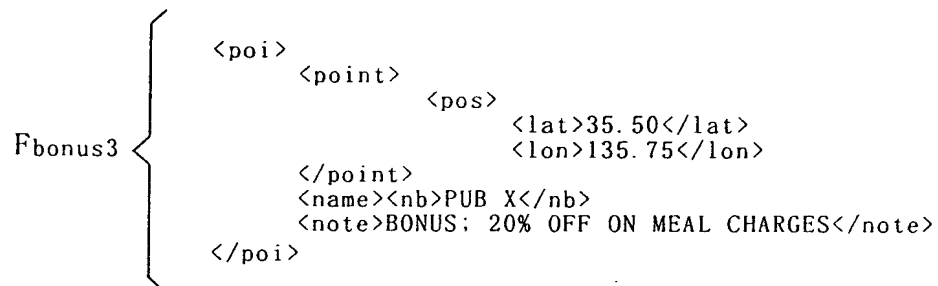 <poi>
<point>
<pos>
<lat>35.50</lat>
Fbonus3
<lon>135.75</lon>
</point>
<name><nb>PUB X</nb>
<note>BONUS; 20% OFF ON MEAL CHARGES</note>
</poi>